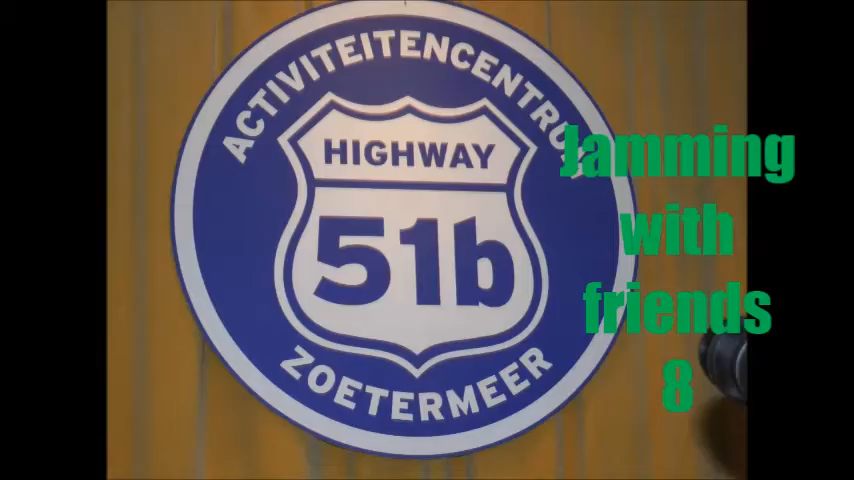 ACTIVITEITENCENTRUM
HIGHWAY
51b
ZOETERMEER
Jamming
with
friends
8